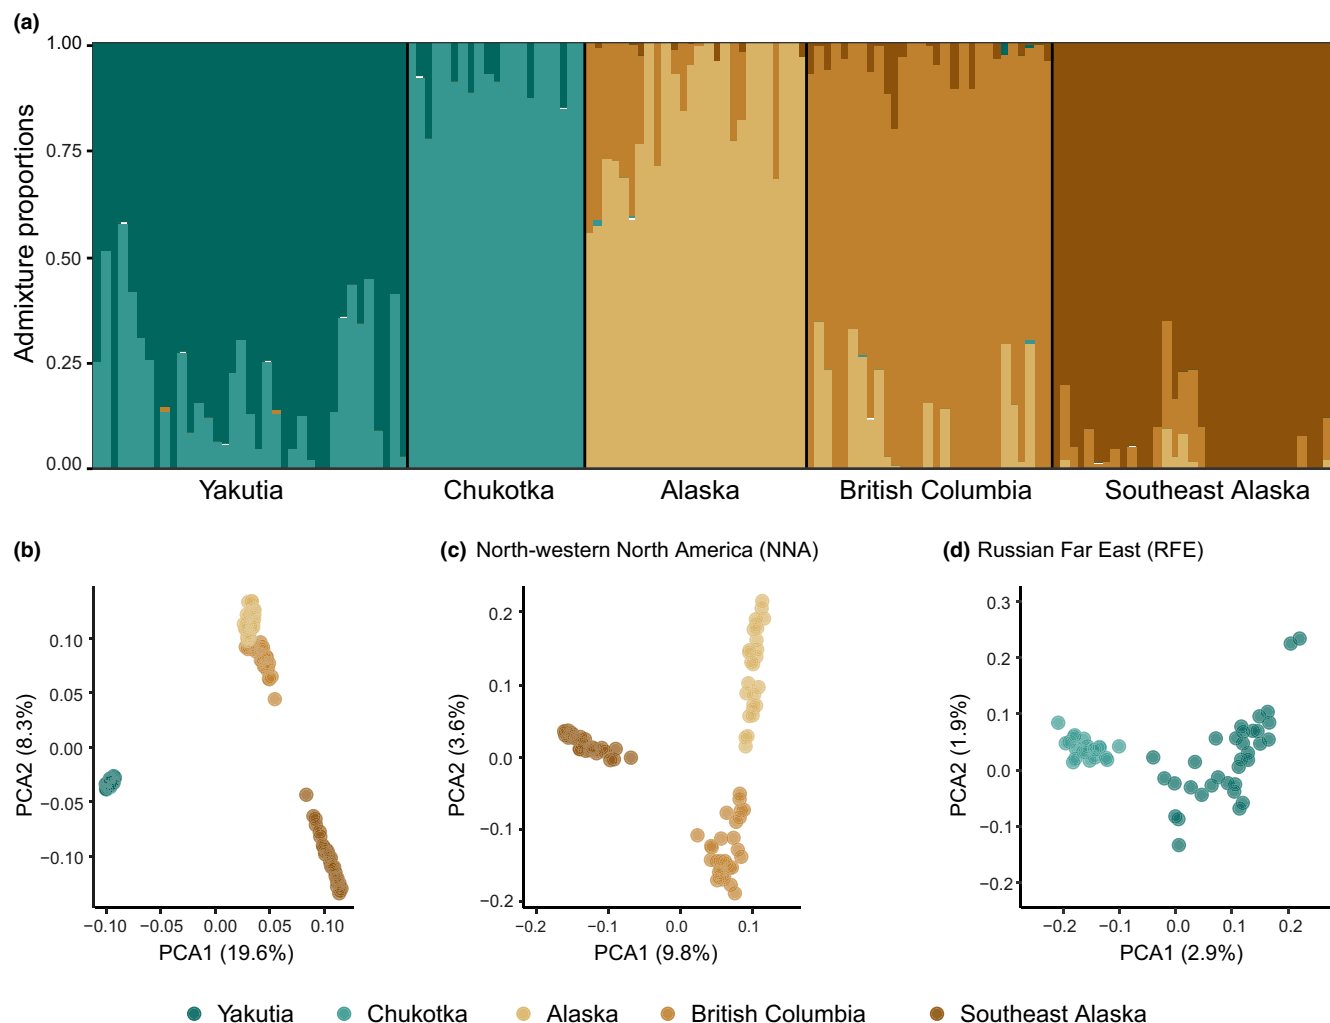 (a)
Admixture proportions
1.00
0.75
0.50
0.25
0.00
Yakutia Chukotka Alaska British Columbia Southeast Alaska
(b)
PCA2 (8.3%)
0.10
0.05
0.00
−0.05
−0.10
−0.10 −0.05 0.00 0.05 0.10
PCA1 (19.6%)
(c) North-western North America (NNA)
PCA2 (3.6%)
0.2
0.1
0.0
−0.1
−0.2
−0.2 −0.1 0.0 0.1
PCA1 (9.8%)
(d) Russian Far East (RFE)
PCA2 (1.9%)
0.3
0.2
0.1
0.0
−0.1
−0.2
−0.2 −0.1 0.0 0.1 0.2
PCA1 (2.9%)
Yakutia Chukotka Alaska British Columbia Southeast Alaska